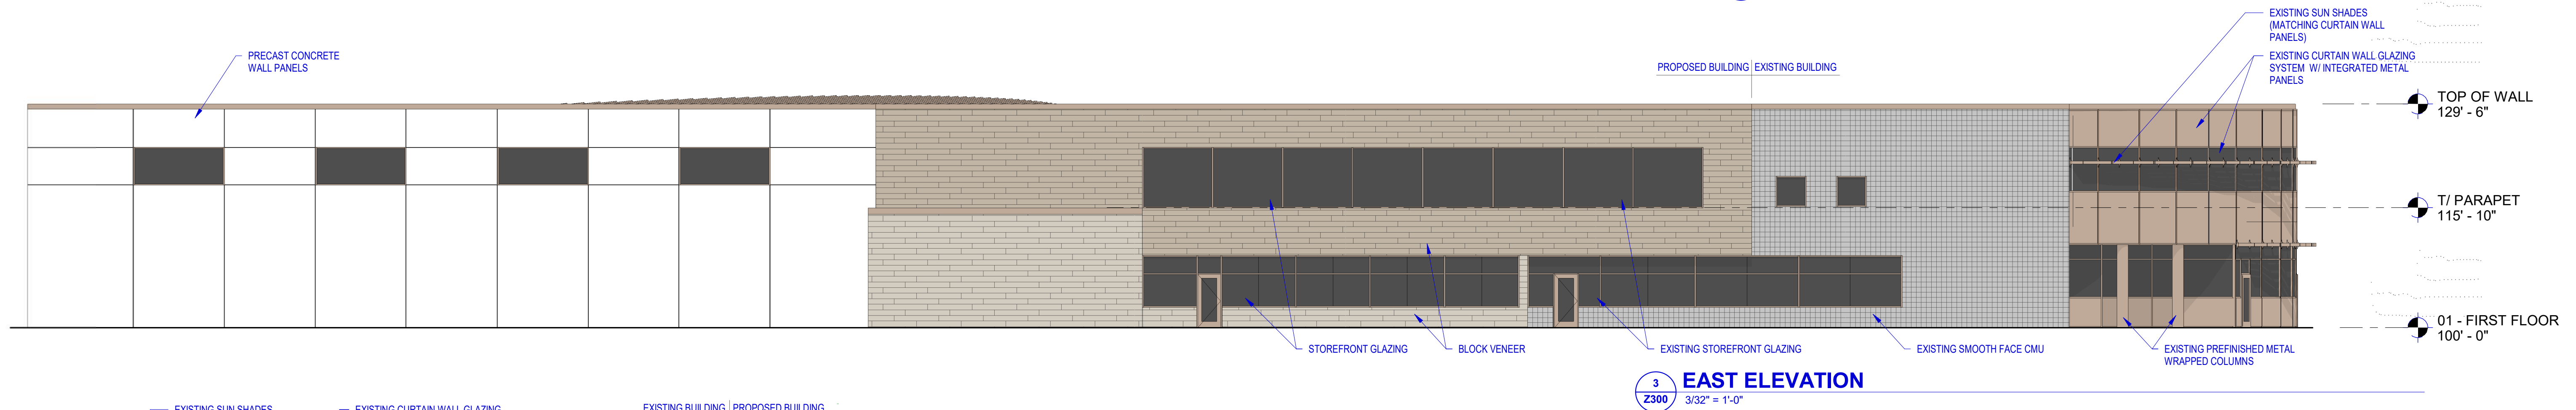 EXISTING SUN SHADES
(MATCHING CURTAIN WALL
PANELS)
PRECAST CONCRETE
WALL PANELS
EXISTING CURTAIN WALL GLAZING
SYSTEM W/ INTEGRATED METAL
PANELS
PROPOSED BUILDING EXISTING BUILDING
TOP OF WALL
129' - 6"
T/ PARAPET
115' - 10"
01 - FIRST FLOOR
100' - 0"
STOREFRONT GLAZING
BLOCK VENEER
EXISTING STOREFRONT GLAZING
EXISTING SMOOTH FACE CMU
EXISTING PREFINISHED METAL
WRAPPED COLUMNS
3
Z300
EAST ELEVATION
3/32" = 1'-0"
EXISTING SUN SHADES
EXISTING CURTAIN WALL GLAZING
EXISTING BUILDING PROPOSED BUILDING